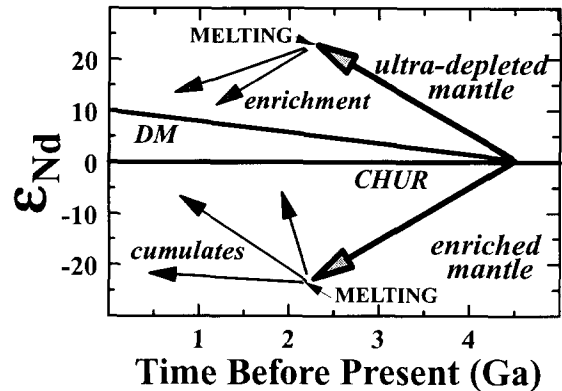 20
10
0
-10
-20
εNd
MELTING
ultra-depleted
mantle
enrichment
DM
CHUR
cumulates
enriched
mantle
MELTING
1 2 3 4
Time Before Present (Ga)